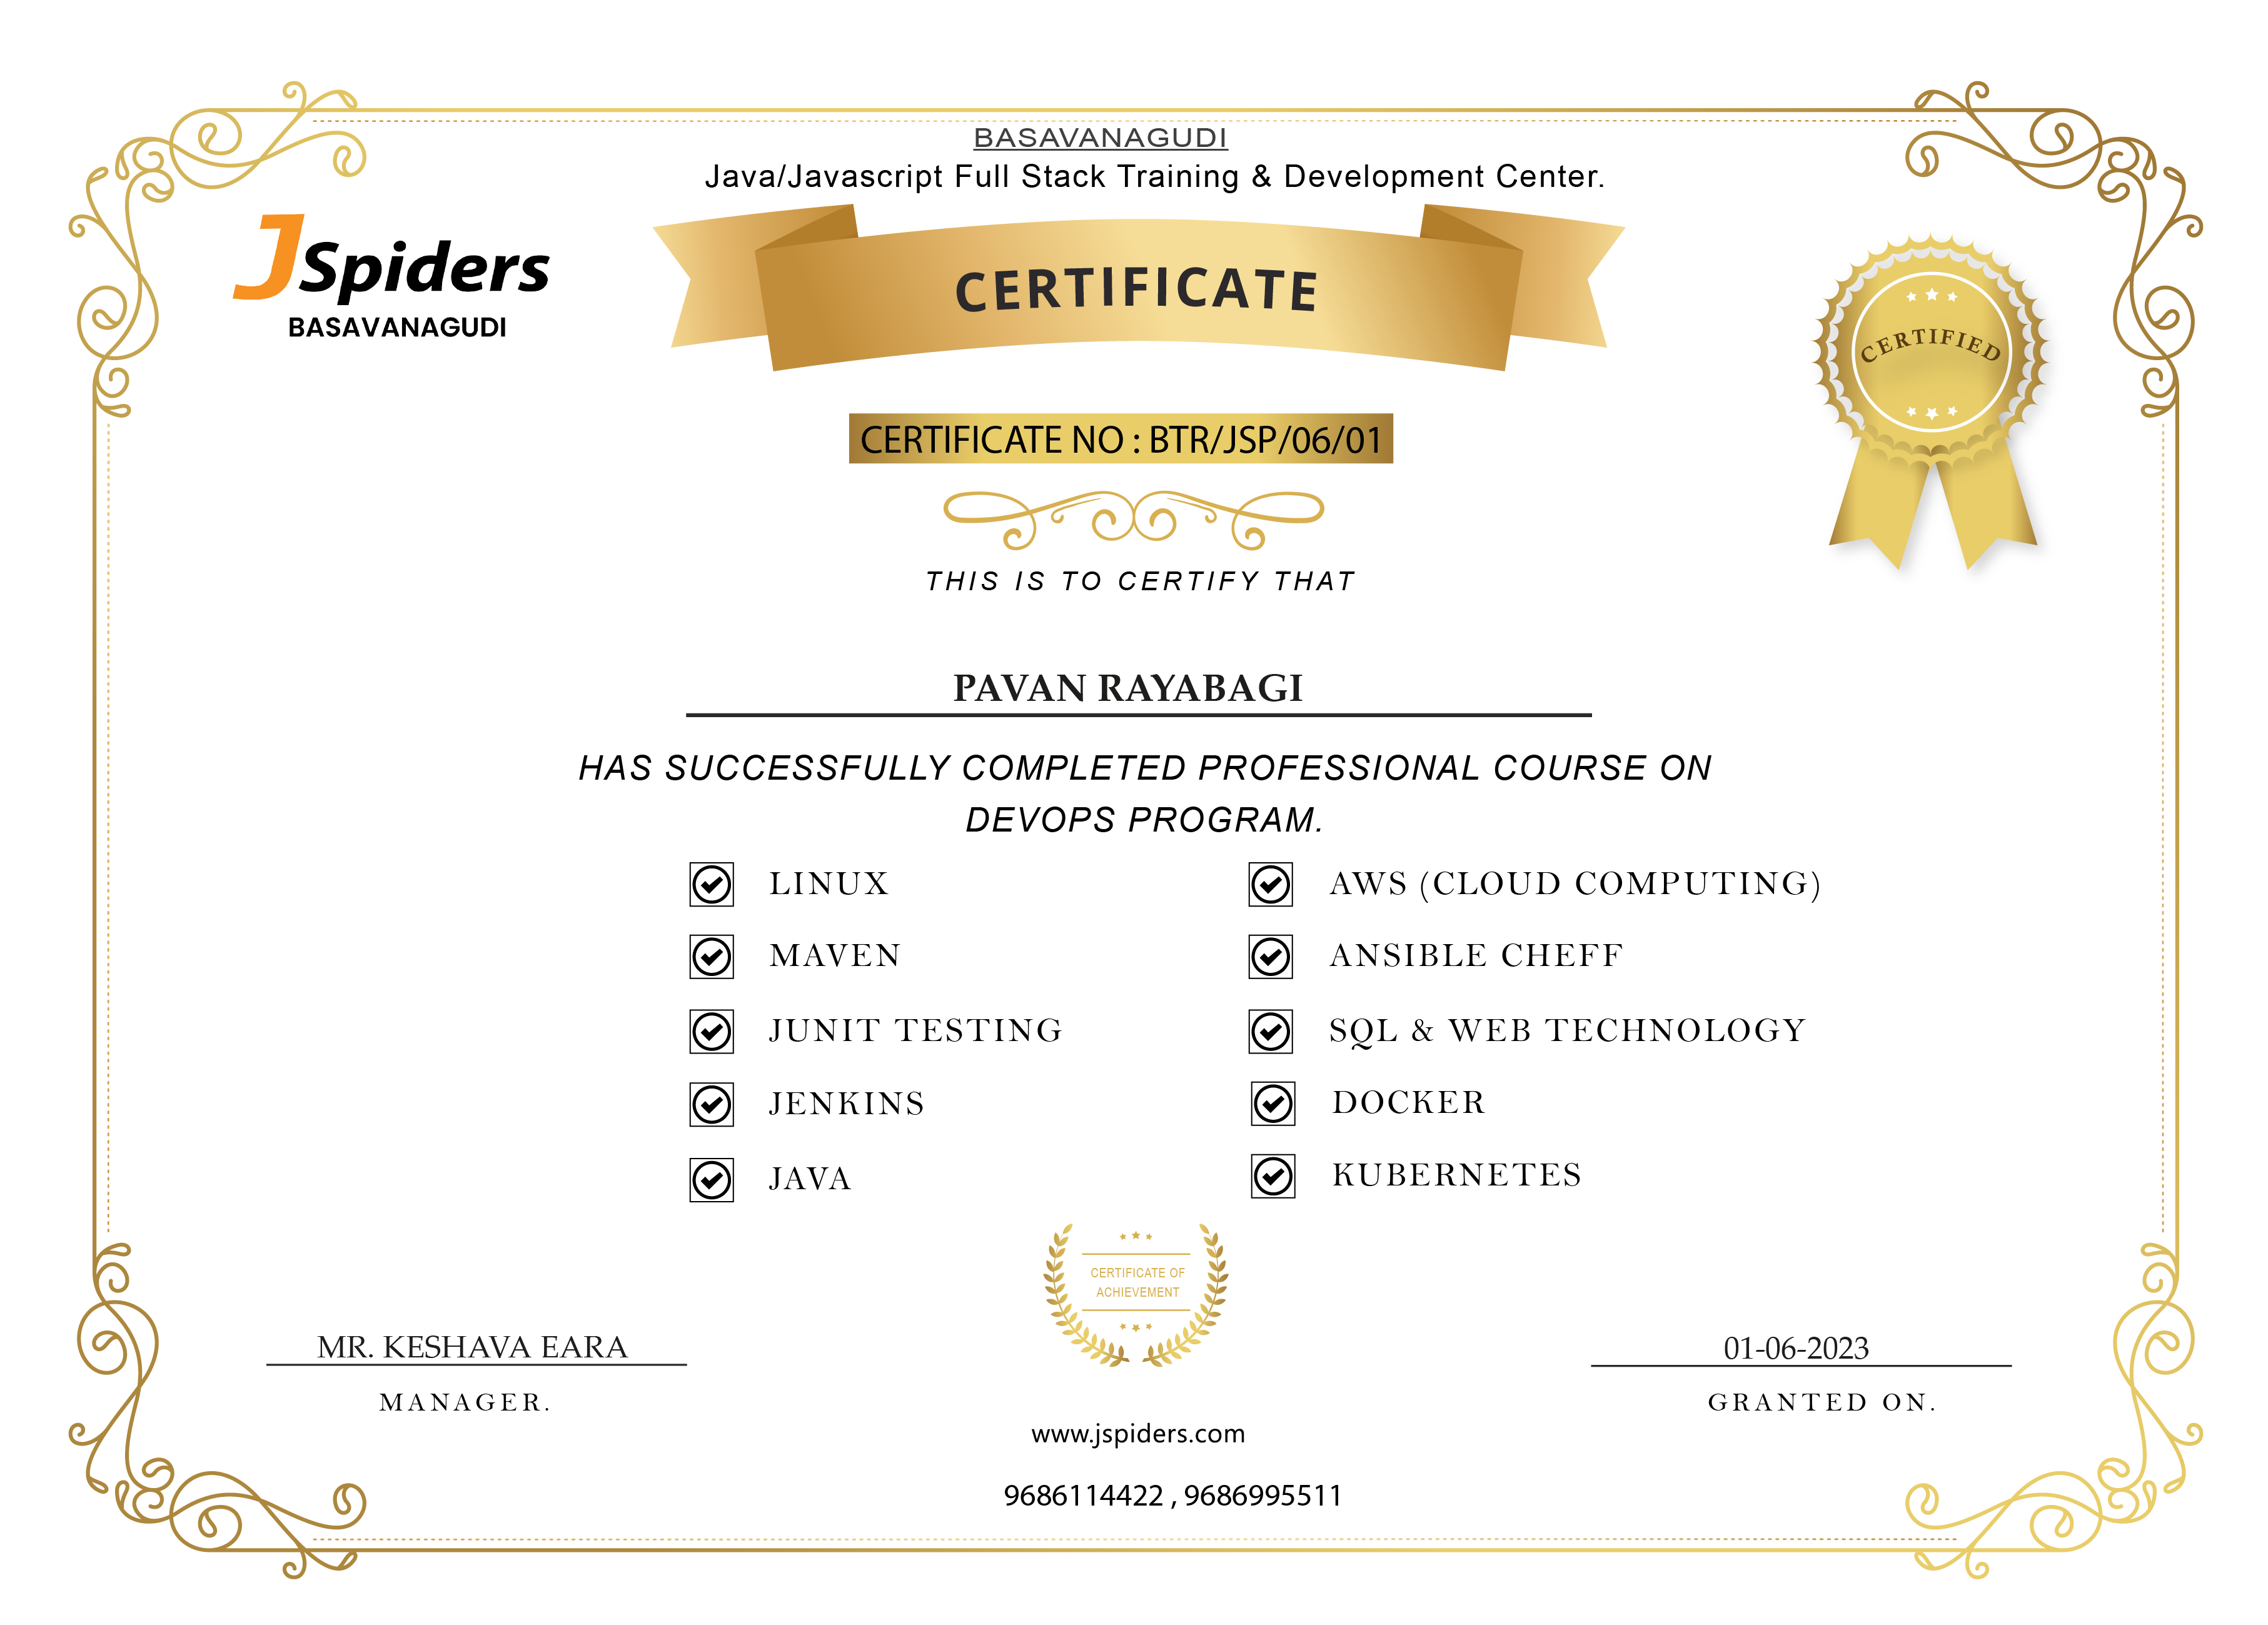 BASAVANAGUDI
Java/Javascript Full Stack Training & Development Center.
JSpiders
BASAVANAGUDI
CERTIFICATE
CERTIFIED
CERTIFICATE NO : BTR/JSP/06/01
THIS IS TO CERTIFY THAT
PAVAN RAYABAGI
HAS SUCCESSFULLY COMPLETED PROFESSIONAL COURSE ON
DEVOPS PROGRAM.
LINUX
MAVEN
JUNIT TESTING
JENKINS
JAVA
AWS (CLOUD COMPUTING)
ANSIBLE CHEFF
SQL & WEB TECHNOLOGY
DOCKER
KUBERNETES
CERTIFICATE OF
ACHIEVEMENT
MR. KESHAVA EARA
MANAGER.
01-06-2023
GRANTED ON.
www.jspiders.com
9686114422 , 9686995511